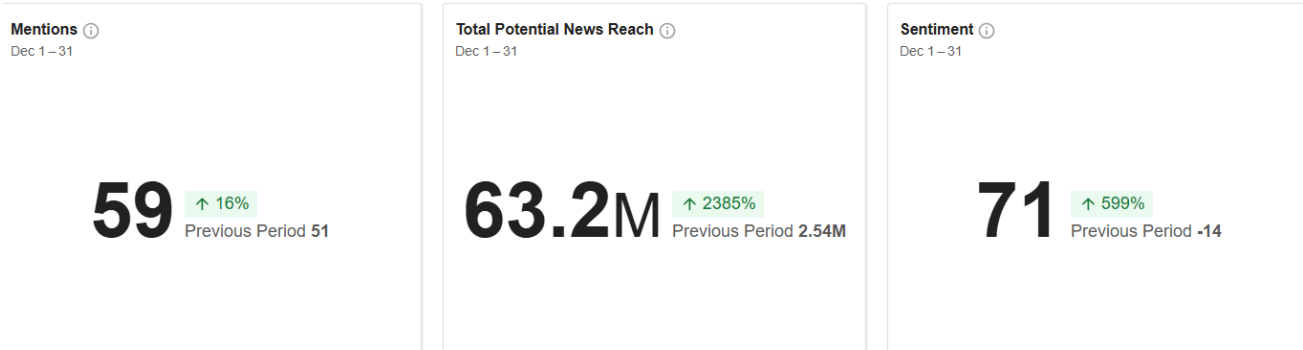 Mentions
Dec 1 – 31
59
↑ 16%
Previous Period 51
Total Potential News Reach
Dec 1 – 31
63.2M
↑ 2385%
Previous Period 2.54M
Sentiment
Dec 1 – 31
71
↑ 599%
Previous Period -14